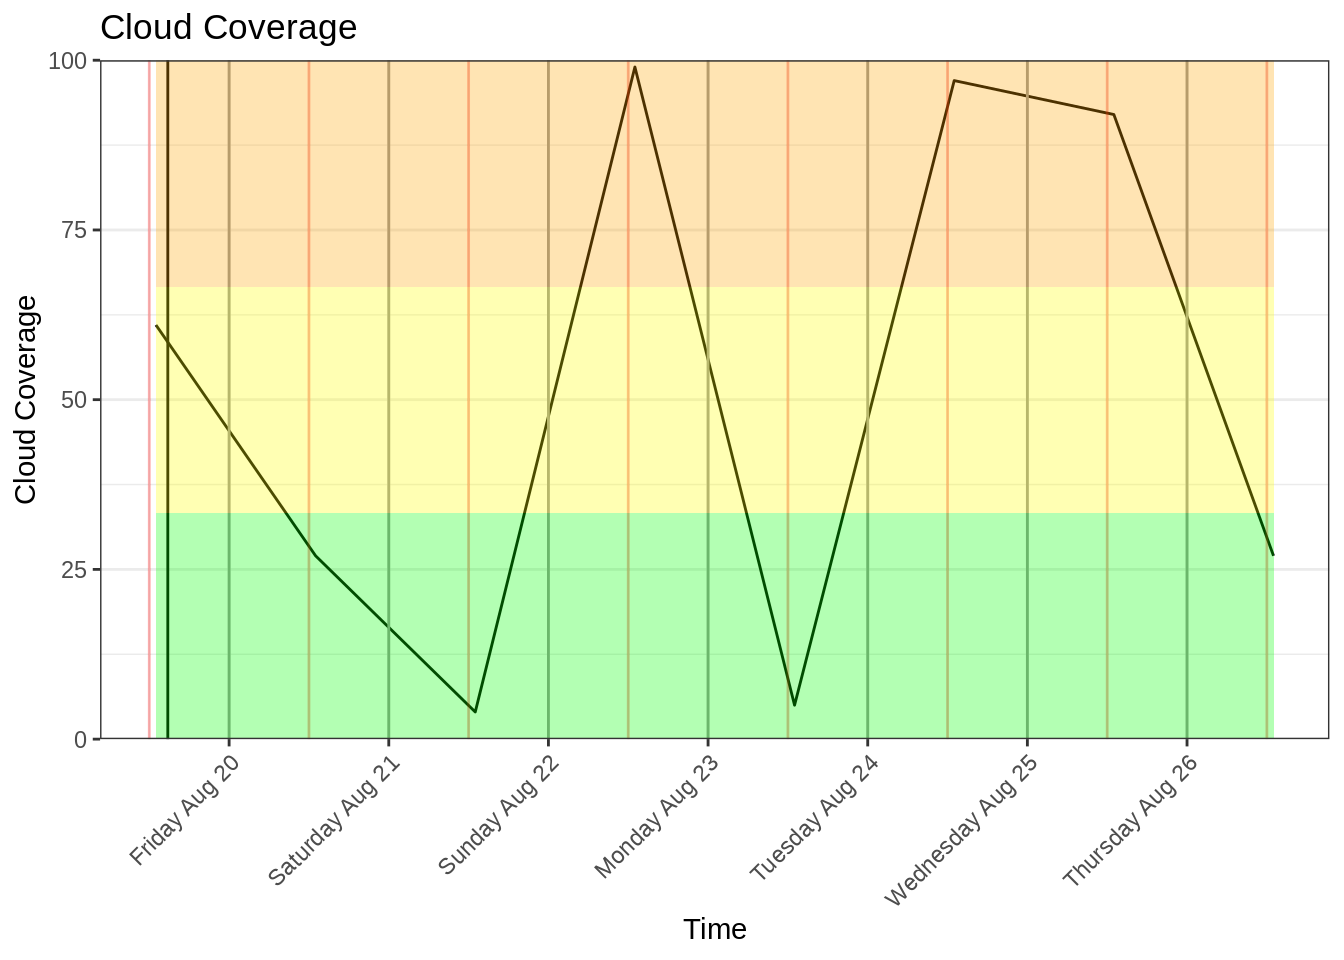 Cloud Coverage
100
75
50
25
0
Cloud Coverage
Friday Aug 20
Saturday Aug 21
Sunday Aug 22
Monday Aug 23
Tuesday Aug 24
Wednesday Aug 25
Thursday Aug 26
Time